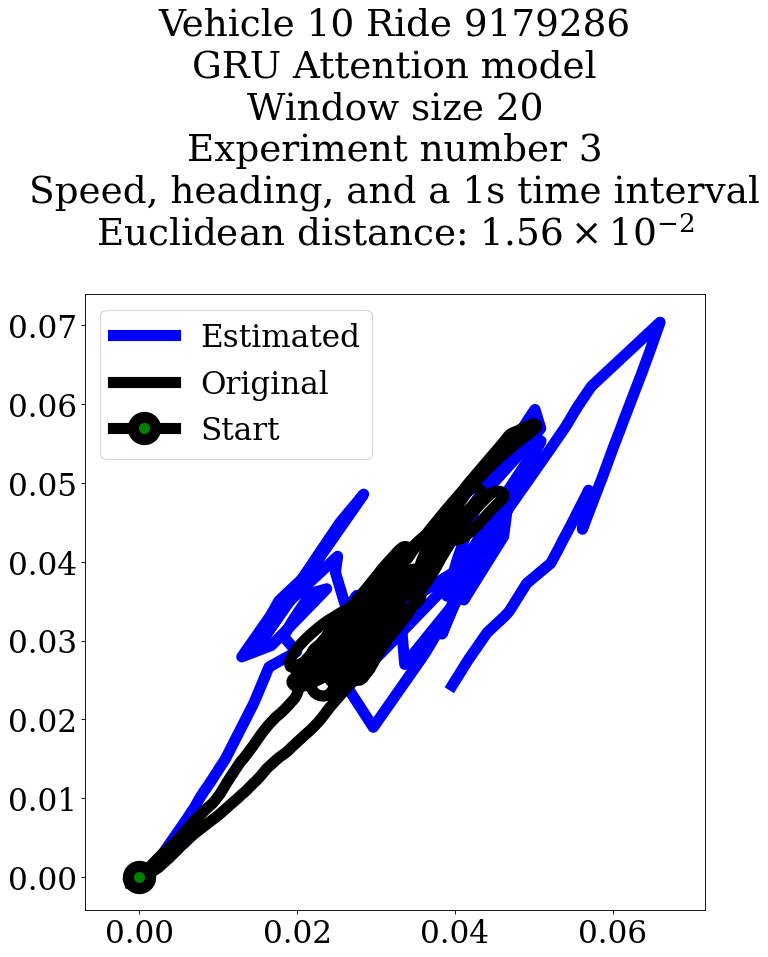 Vehicle 10 Ride 9179286
GRU Attention model
Window size 20
Experiment number 3
Speed, heading, and a 1s time interval
Euclidean distance: 1.56 × 10⁻²
Estimated
Original
Start
0.07
0.06
0.05
0.04
0.03
0.02
0.01
0.00
0.00 0.02 0.04 0.06